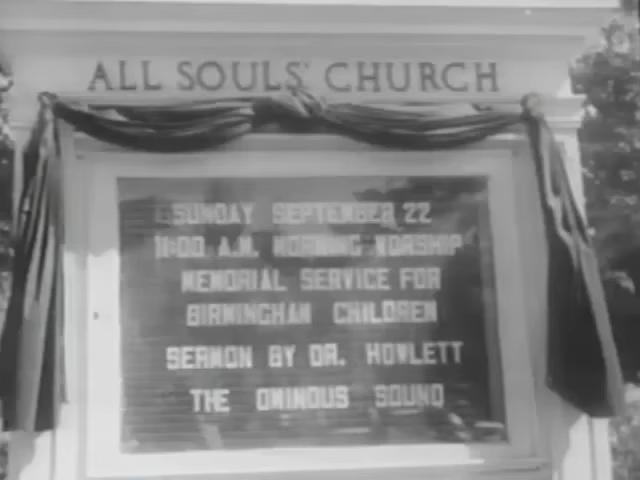 ALL SOULS' CHURCH
SUNDAY SEPTEMBER 22
11:00 A.M. MORNING WORSHIP
MEMORIAL SERVICE FOR
BIRMINGHAM CHILDREN
SERMON BY DR. HOWLETT
THE OMINOUS SOUND